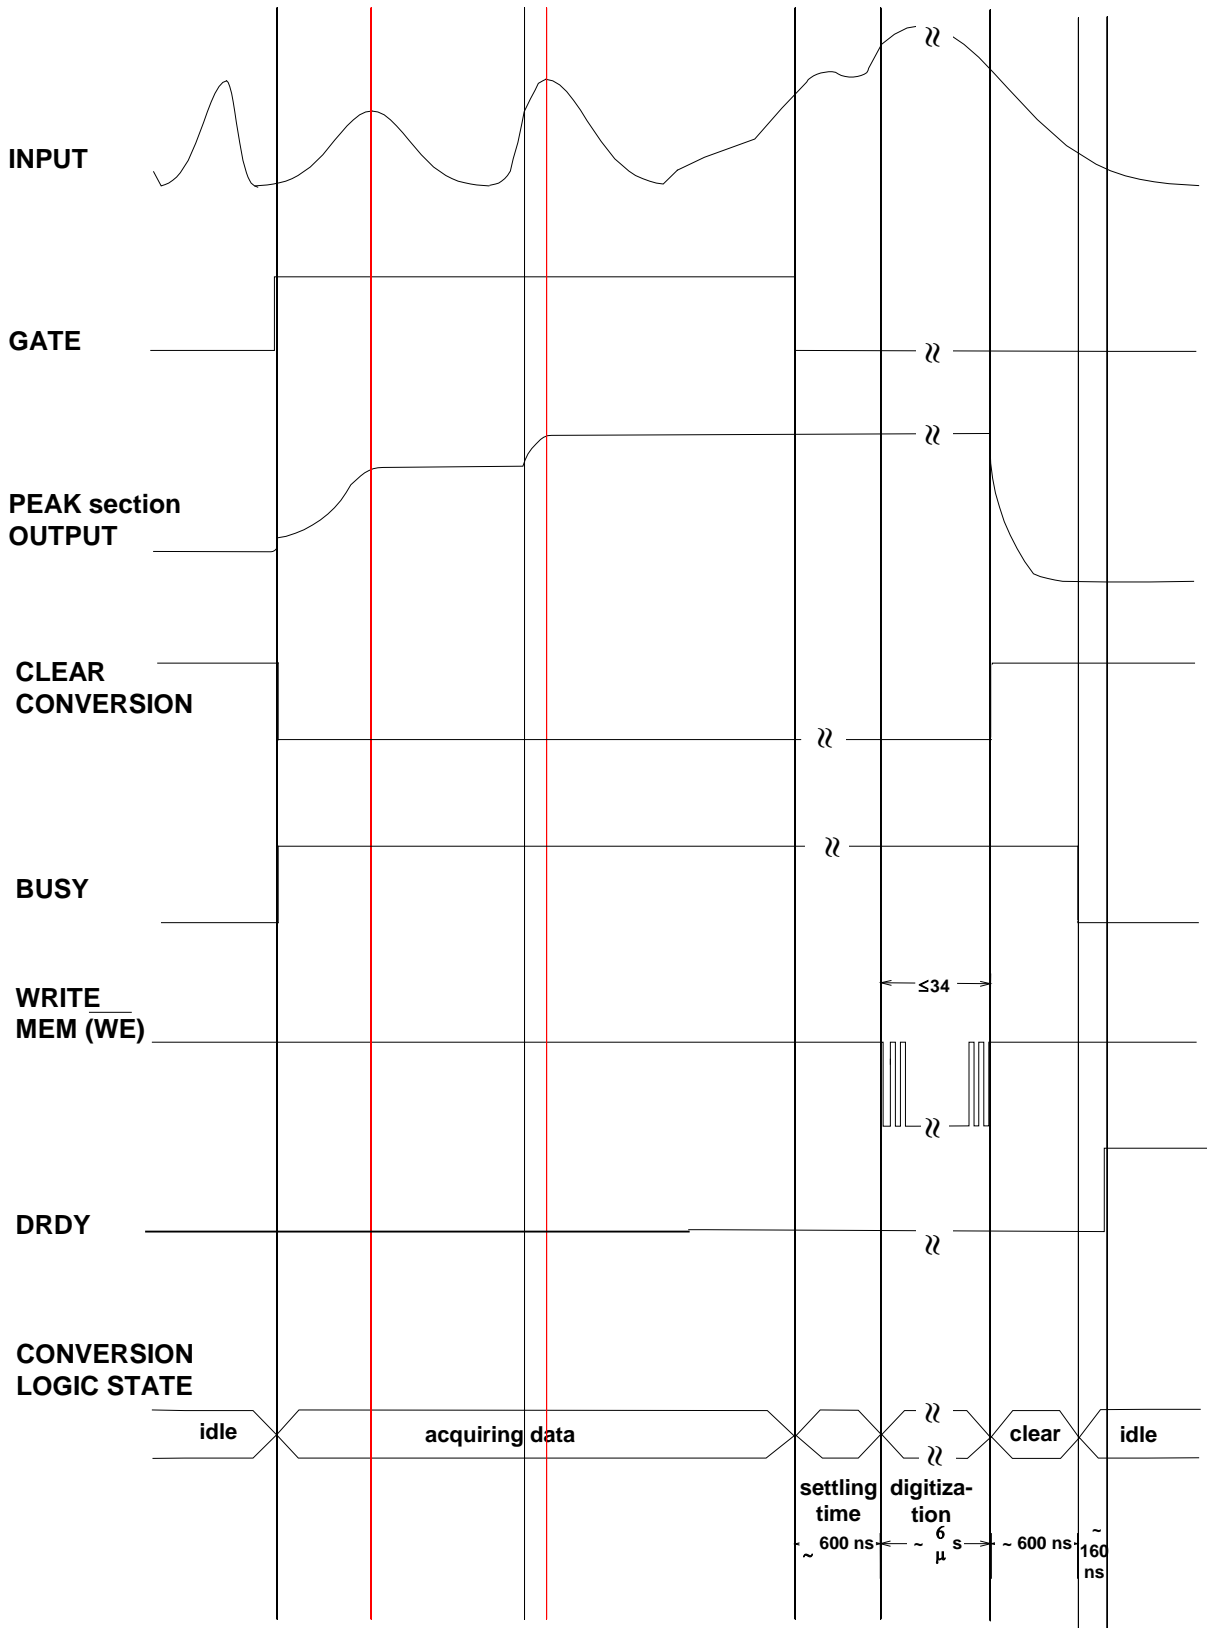 INPUT
GATE
PEAK section
OUTPUT
CLEAR
CONVERSION
BUSY
WRITE
MEM (WE)
≤34
DRDY
CONVERSION
LOGIC STATE
idle
acquiring data
clear
idle
settling
time
digitiza-
tion
~ 600 ns
~ 6 μ s
~ 600 ns
~
160
ns